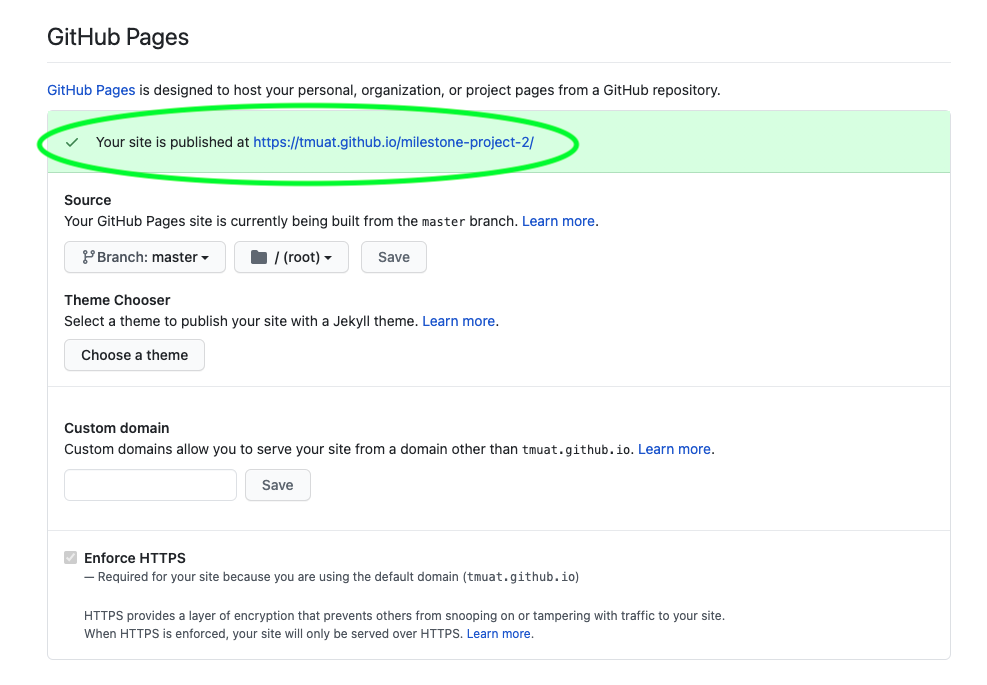 GitHub Pages
GitHub Pages is designed to host your personal, organization, or project pages from a GitHub repository.
Your site is published at https://tmuat.github.io/milestone-project-2/
Source
Your GitHub Pages site is currently being built from the master branch. Learn more.
Branch: master / (root) Save
Theme Chooser
Select a theme to publish your site with a Jekyll theme. Learn more.
Choose a theme
Custom domain
Custom domains allow you to serve your site from a domain other than tmuat.github.io. Learn more.
Save
Enforce HTTPS
— Required for your site because you are using the default domain (tmuat.github.io)
HTTPS provides a layer of encryption that prevents others from snooping on or tampering with traffic to your site.
When HTTPS is enforced, your site will only be served over HTTPS. Learn more.